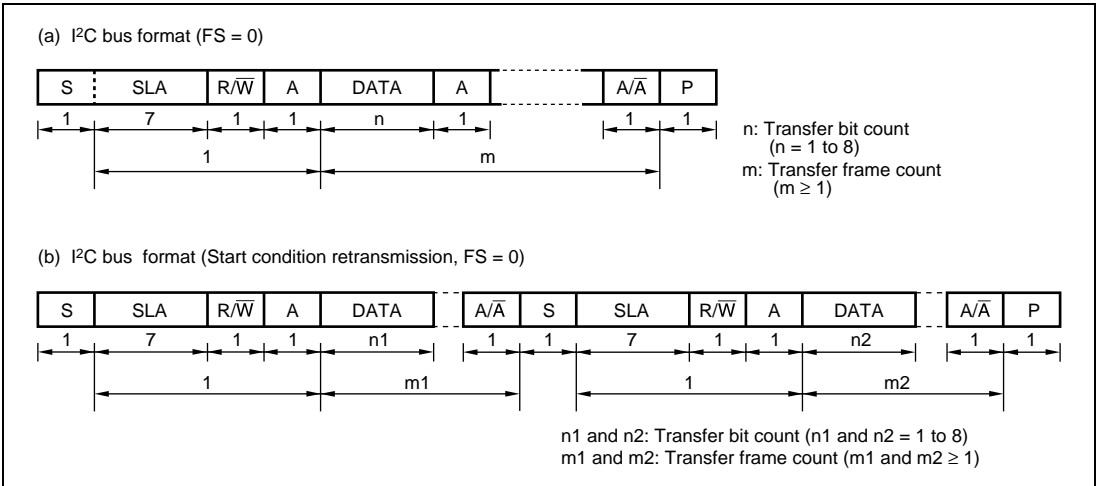 (a) I²C bus format (FS = 0)
S SLA R/W̅ A DATA A A/A̅ P
1 7 1 1 n 1 1 1
1 m
n: Transfer bit count
(n = 1 to 8)
m: Transfer frame count
(m ≥ 1)
(b) I²C bus format (Start condition retransmission, FS = 0)
S SLA R/W̅ A DATA A/A̅ S SLA R/W̅ A DATA A/A̅ P
1 7 1 1 n1 1 1 7 1 1 n2 1 1
1 m1 1 m2
n1 and n2: Transfer bit count (n1 and n2 = 1 to 8)
m1 and m2: Transfer frame count (m1 and m2 ≥ 1)